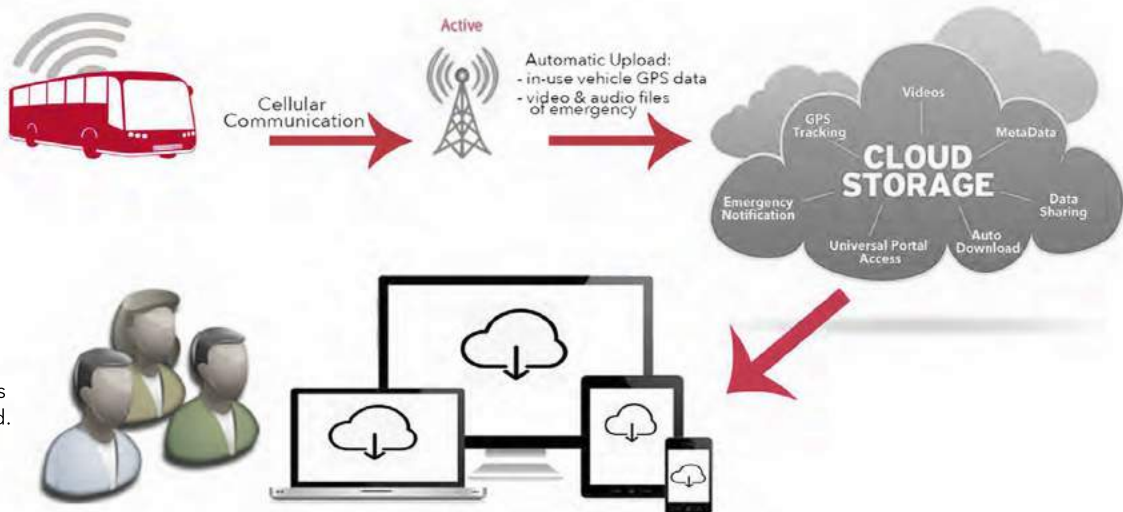 Active
Cellular
Communication
Automatic Upload:
- in-use vehicle GPS data
- video & audio files
of emergency
Videos
GPS
Tracking
MetaData
CLOUD
STORAGE
Emergency
Notification
Data
Sharing
Universal Portal
Access
Auto
Download
s
d.